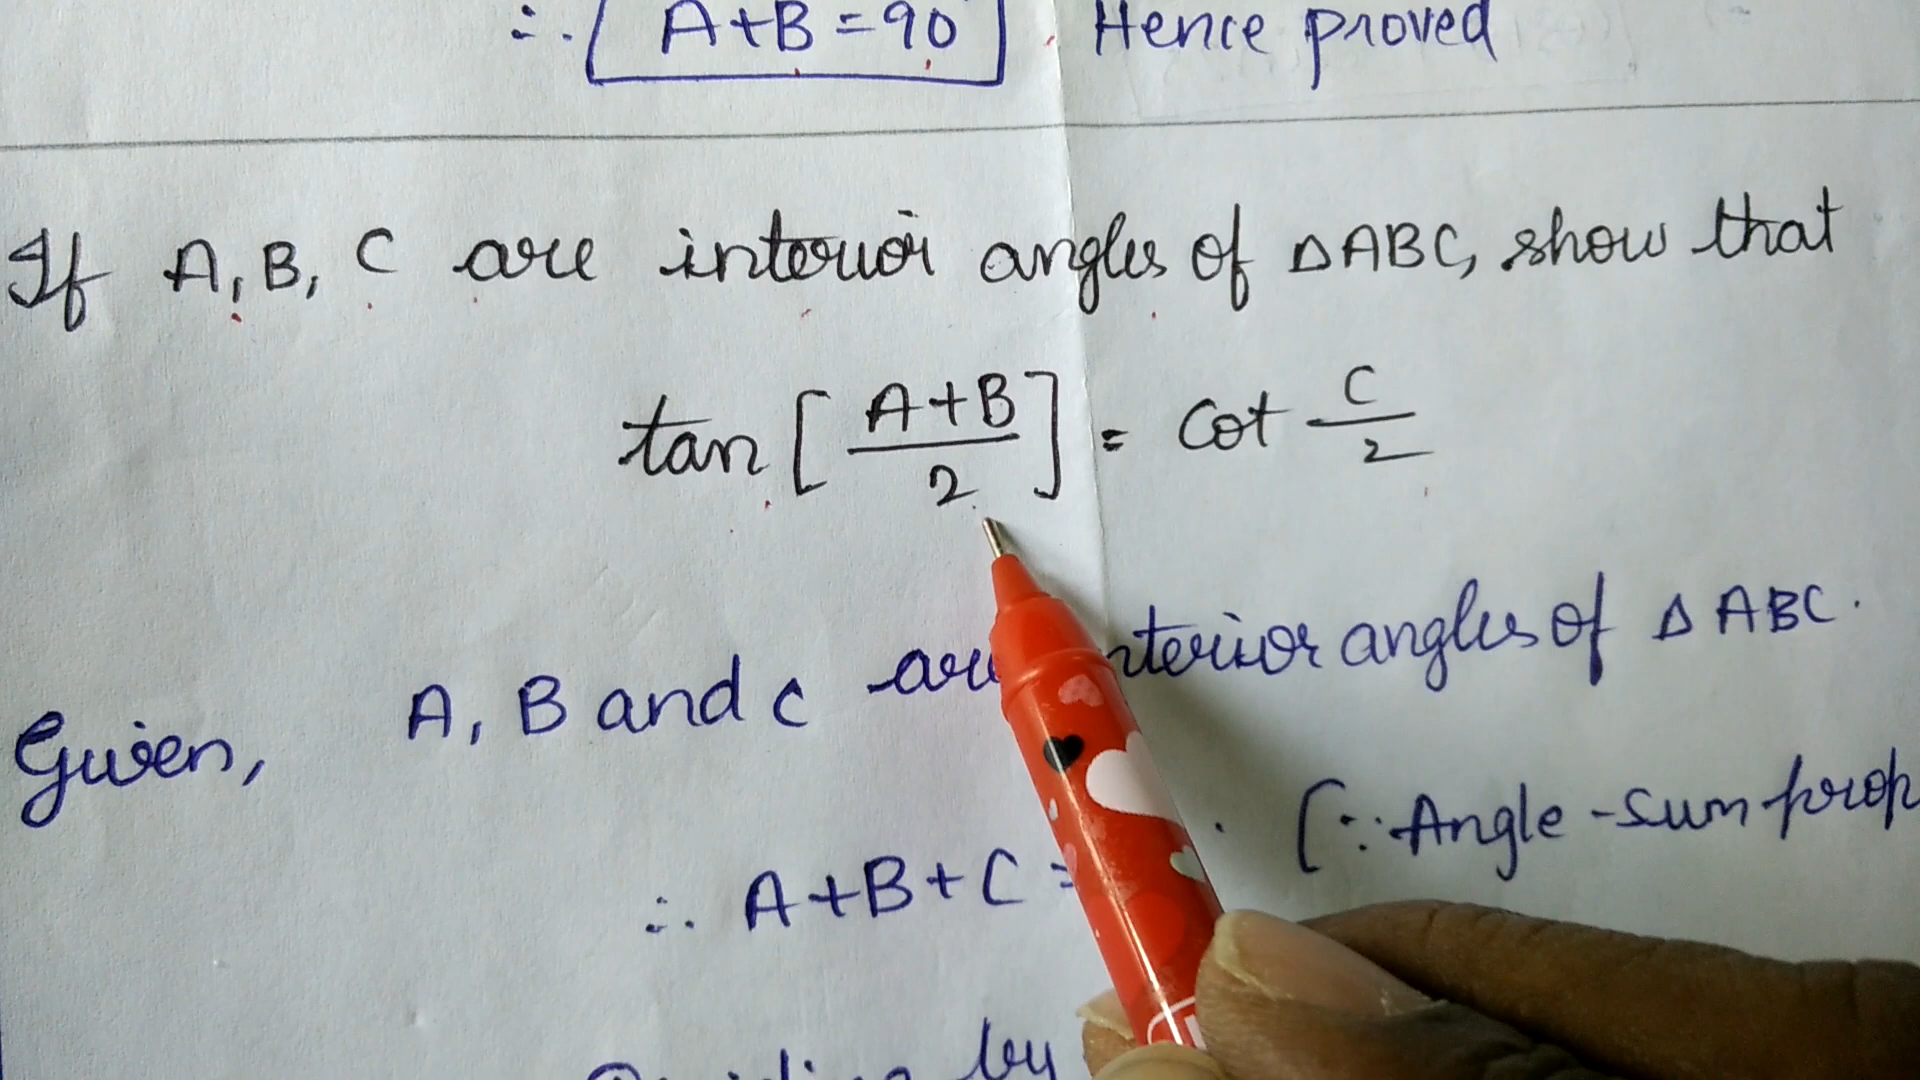 ∴ A+B=90 Hence proved
If A, B, C are interior angles of ΔABC, show that
tan [ A+B / 2 ] = cot C / 2
Given, A, B and C are interior angles of Δ ABC.
∴ A+B+C = [∵ Angle-sum prop
by